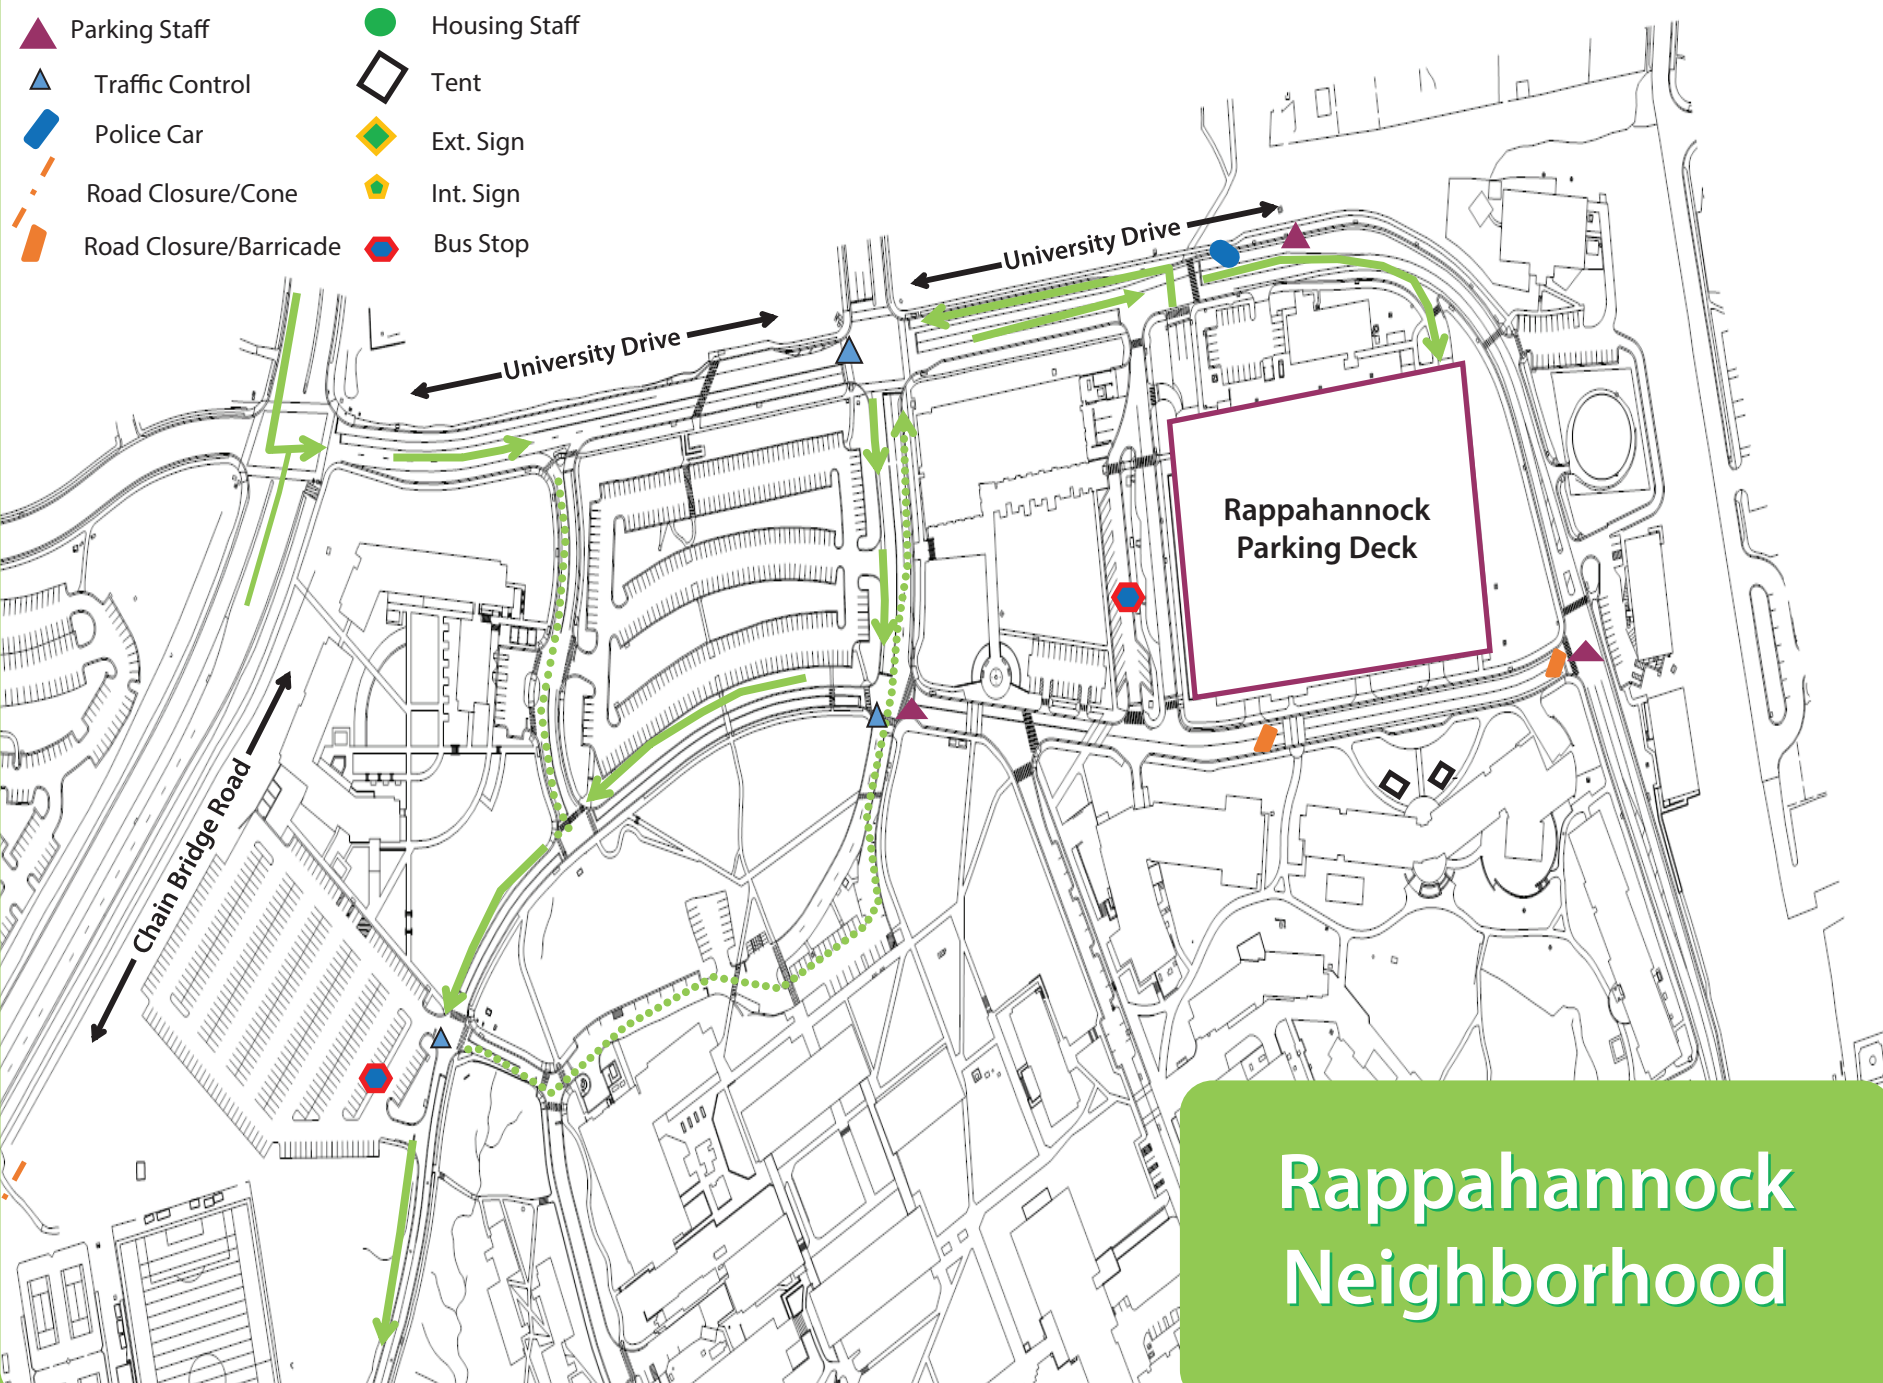 Parking Staff
Traffic Control
Police Car
Road Closure/Cone
Road Closure/Barricade
Housing Staff
Tent
Ext. Sign
Int. Sign
Bus Stop
University Drive
University Drive
Rappahannock
Parking Deck
Chain Bridge Road
Rappahannock
Neighborhood